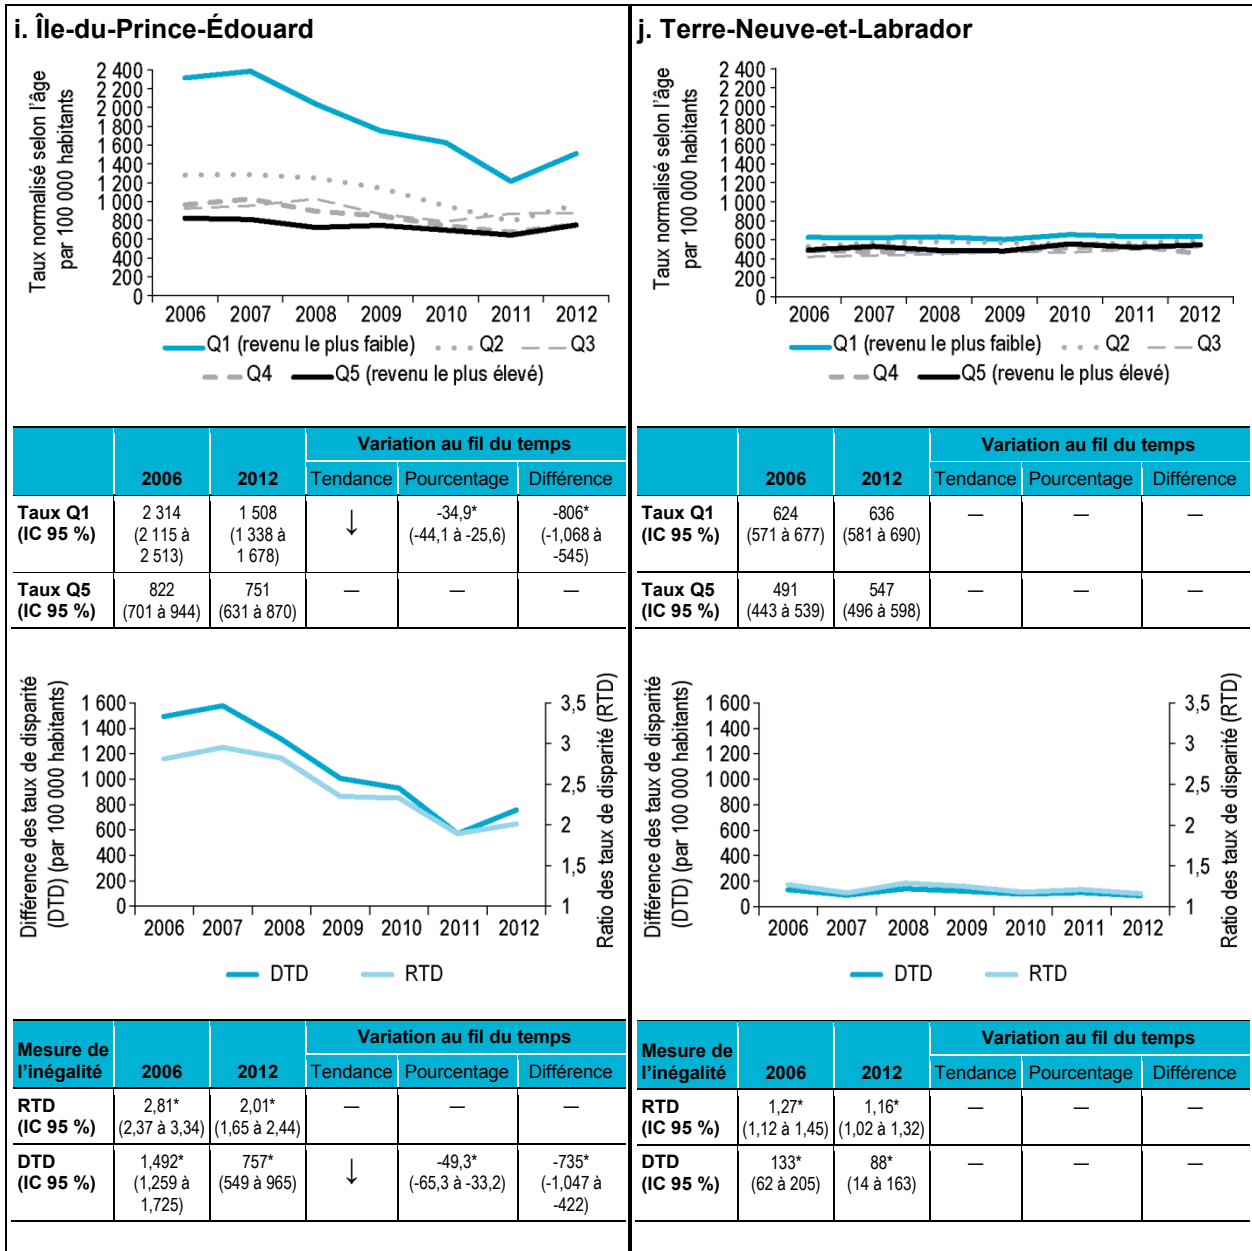 i. Île-du-Prince-Édouard
Taux normalisé selon l'âge
par 100 000 habitants
2 400
2 200
2 000
1 800
1 600
1 400
1 200
1 000
800
600
400
200
0
2006 2007 2008 2009 2010 2011 2012
Q1 (revenu le plus faible) Q2 Q3
Q4 Q5 (revenu le plus élevé)
Variation au fil du temps
2006 2012 Tendance Pourcentage Différence
Taux Q1 2 314 1 508 ↓ -34,9* -806*
(IC 95 %) (2 115 à (1 338 à (-44,1 à -25,6) (-1,068 à
2 513) 1 678) -545)
Taux Q5 822 751 — — —
(IC 95 %) (701 à 944) (631 à 870)
Différence des taux de disparité
(DTD) (par 100 000 habitants)
1 600
1 400
1 200
1 000
800
600
400
200
0
3,5
3
2,5
2
1,5
1
Ratio des taux de disparité (RTD)
2006 2007 2008 2009 2010 2011 2012
DTD RTD
Variation au fil du temps
Mesure de
l'inégalité 2006 2012 Tendance Pourcentage Différence
RTD 2,81* 2,01* — — —
(IC 95 %) (2,37 à 3,34) (1,65 à 2,44)
DTD 1,492* 757* ↓ -49,3* -735*
(IC 95 %) (1,259 à (549 à 965) (-65,3 à -33,2) (-1,047 à
1,725) -422)
j. Terre-Neuve-et-Labrador
Taux normalisé selon l'âge
par 100 000 habitants
2 400
2 200
2 000
1 800
1 600
1 400
1 200
1 000
800
600
400
200
0
2006 2007 2008 2009 2010 2011 2012
Q1 (revenu le plus faible) Q2 Q3
Q4 Q5 (revenu le plus élevé)
Variation au fil du temps
2006 2012 Tendance Pourcentage Différence
Taux Q1 624 636 — — —
(IC 95 %) (571 à 677) (581 à 690)
Taux Q5 491 547 — — —
(IC 95 %) (443 à 539) (496 à 598)
Différence des taux de disparité
(DTD) (par 100 000 habitants)
1 600
1 400
1 200
1 000
800
600
400
200
0
3,5
3
2,5
2
1,5
1
Ratio des taux de disparité (RTD)
2006 2007 2008 2009 2010 2011 2012
DTD RTD
Variation au fil du temps
Mesure de
l'inégalité 2006 2012 Tendance Pourcentage Différence
RTD 1,27* 1,16* — — —
(IC 95 %) (1,12 à 1,45) (1,02 à 1,32)
DTD 133* 88* — — —
(IC 95 %) (62 à 205) (14 à 163)